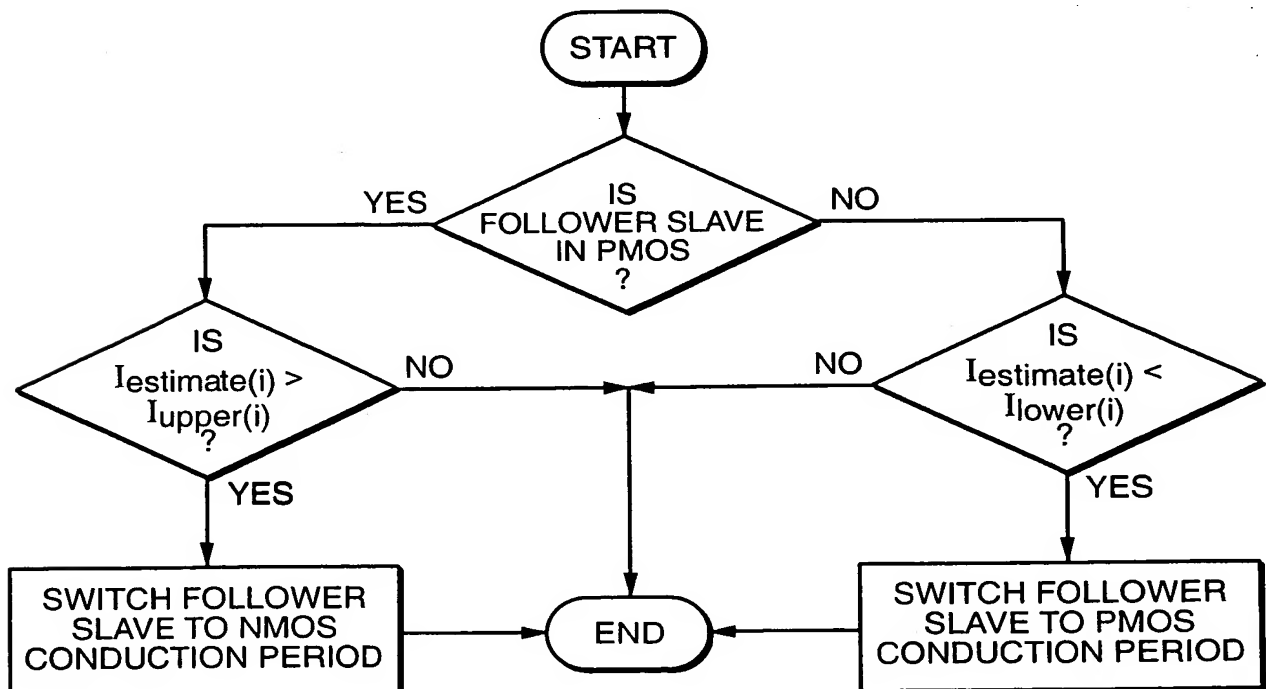 START
IS
FOLLOWER SLAVE
IN PMOS
?
YES
NO
IS
Iestimate(i) >
Iupper(i)
?
NO
YES
IS
Iestimate(i) <
Ilower(i)
?
NO
YES
SWITCH FOLLOWER
SLAVE TO NMOS
CONDUCTION PERIOD
END
SWITCH FOLLOWER
SLAVE TO PMOS
CONDUCTION PERIOD